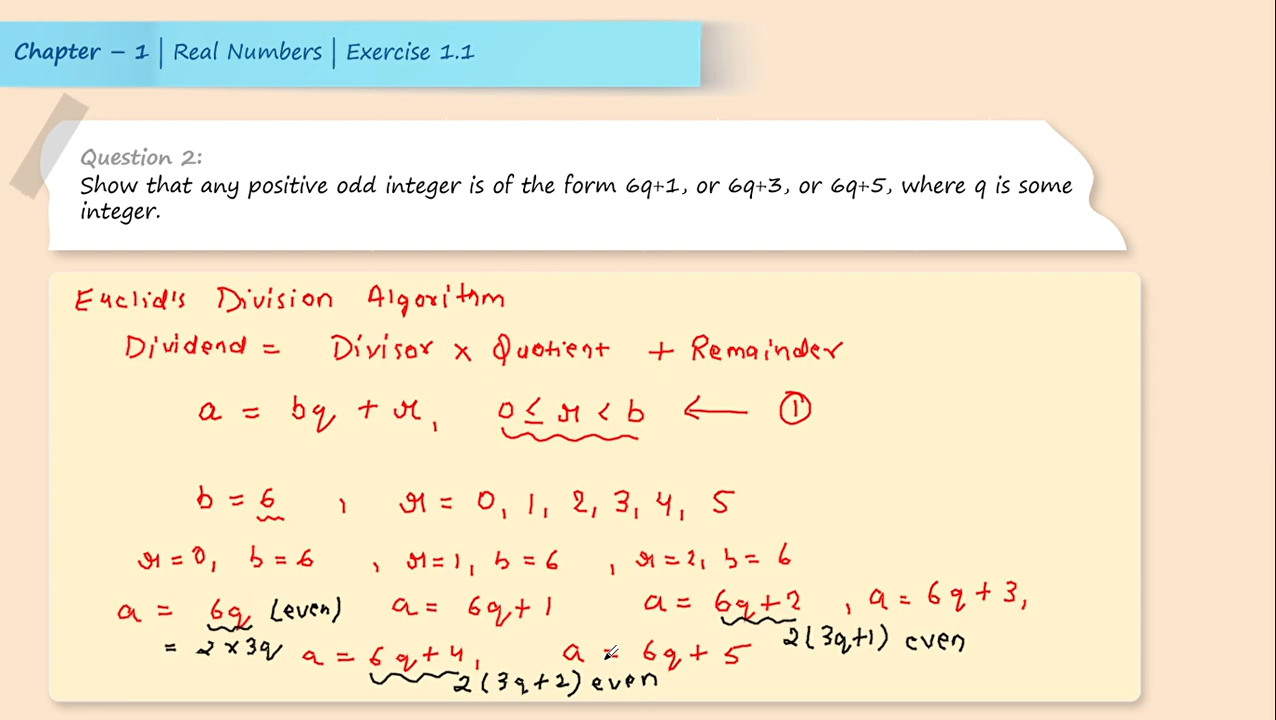 Chapter – 1 | Real Numbers | Exercise 1.1
Question 2:
Show that any positive odd integer is of the form 6q+1, or 6q+3, or 6q+5, where q is some
integer.
Euclid's Division Algorithm
Dividend = Divisor × Quotient + Remainder
a = bq + r, 0 ≤ r < b ← ①
b = 6 , r = 0, 1, 2, 3, 4, 5
r = 0, b = 6 , r = 1, b = 6 , r = 2, b = 6
a = 6q (even) a = 6q + 1 a = 6q + 2 , a = 6q + 3,
= 2 × 3q a = 6q + 4, a = 6q + 5 2(3q+1) even
2(3q+2) even